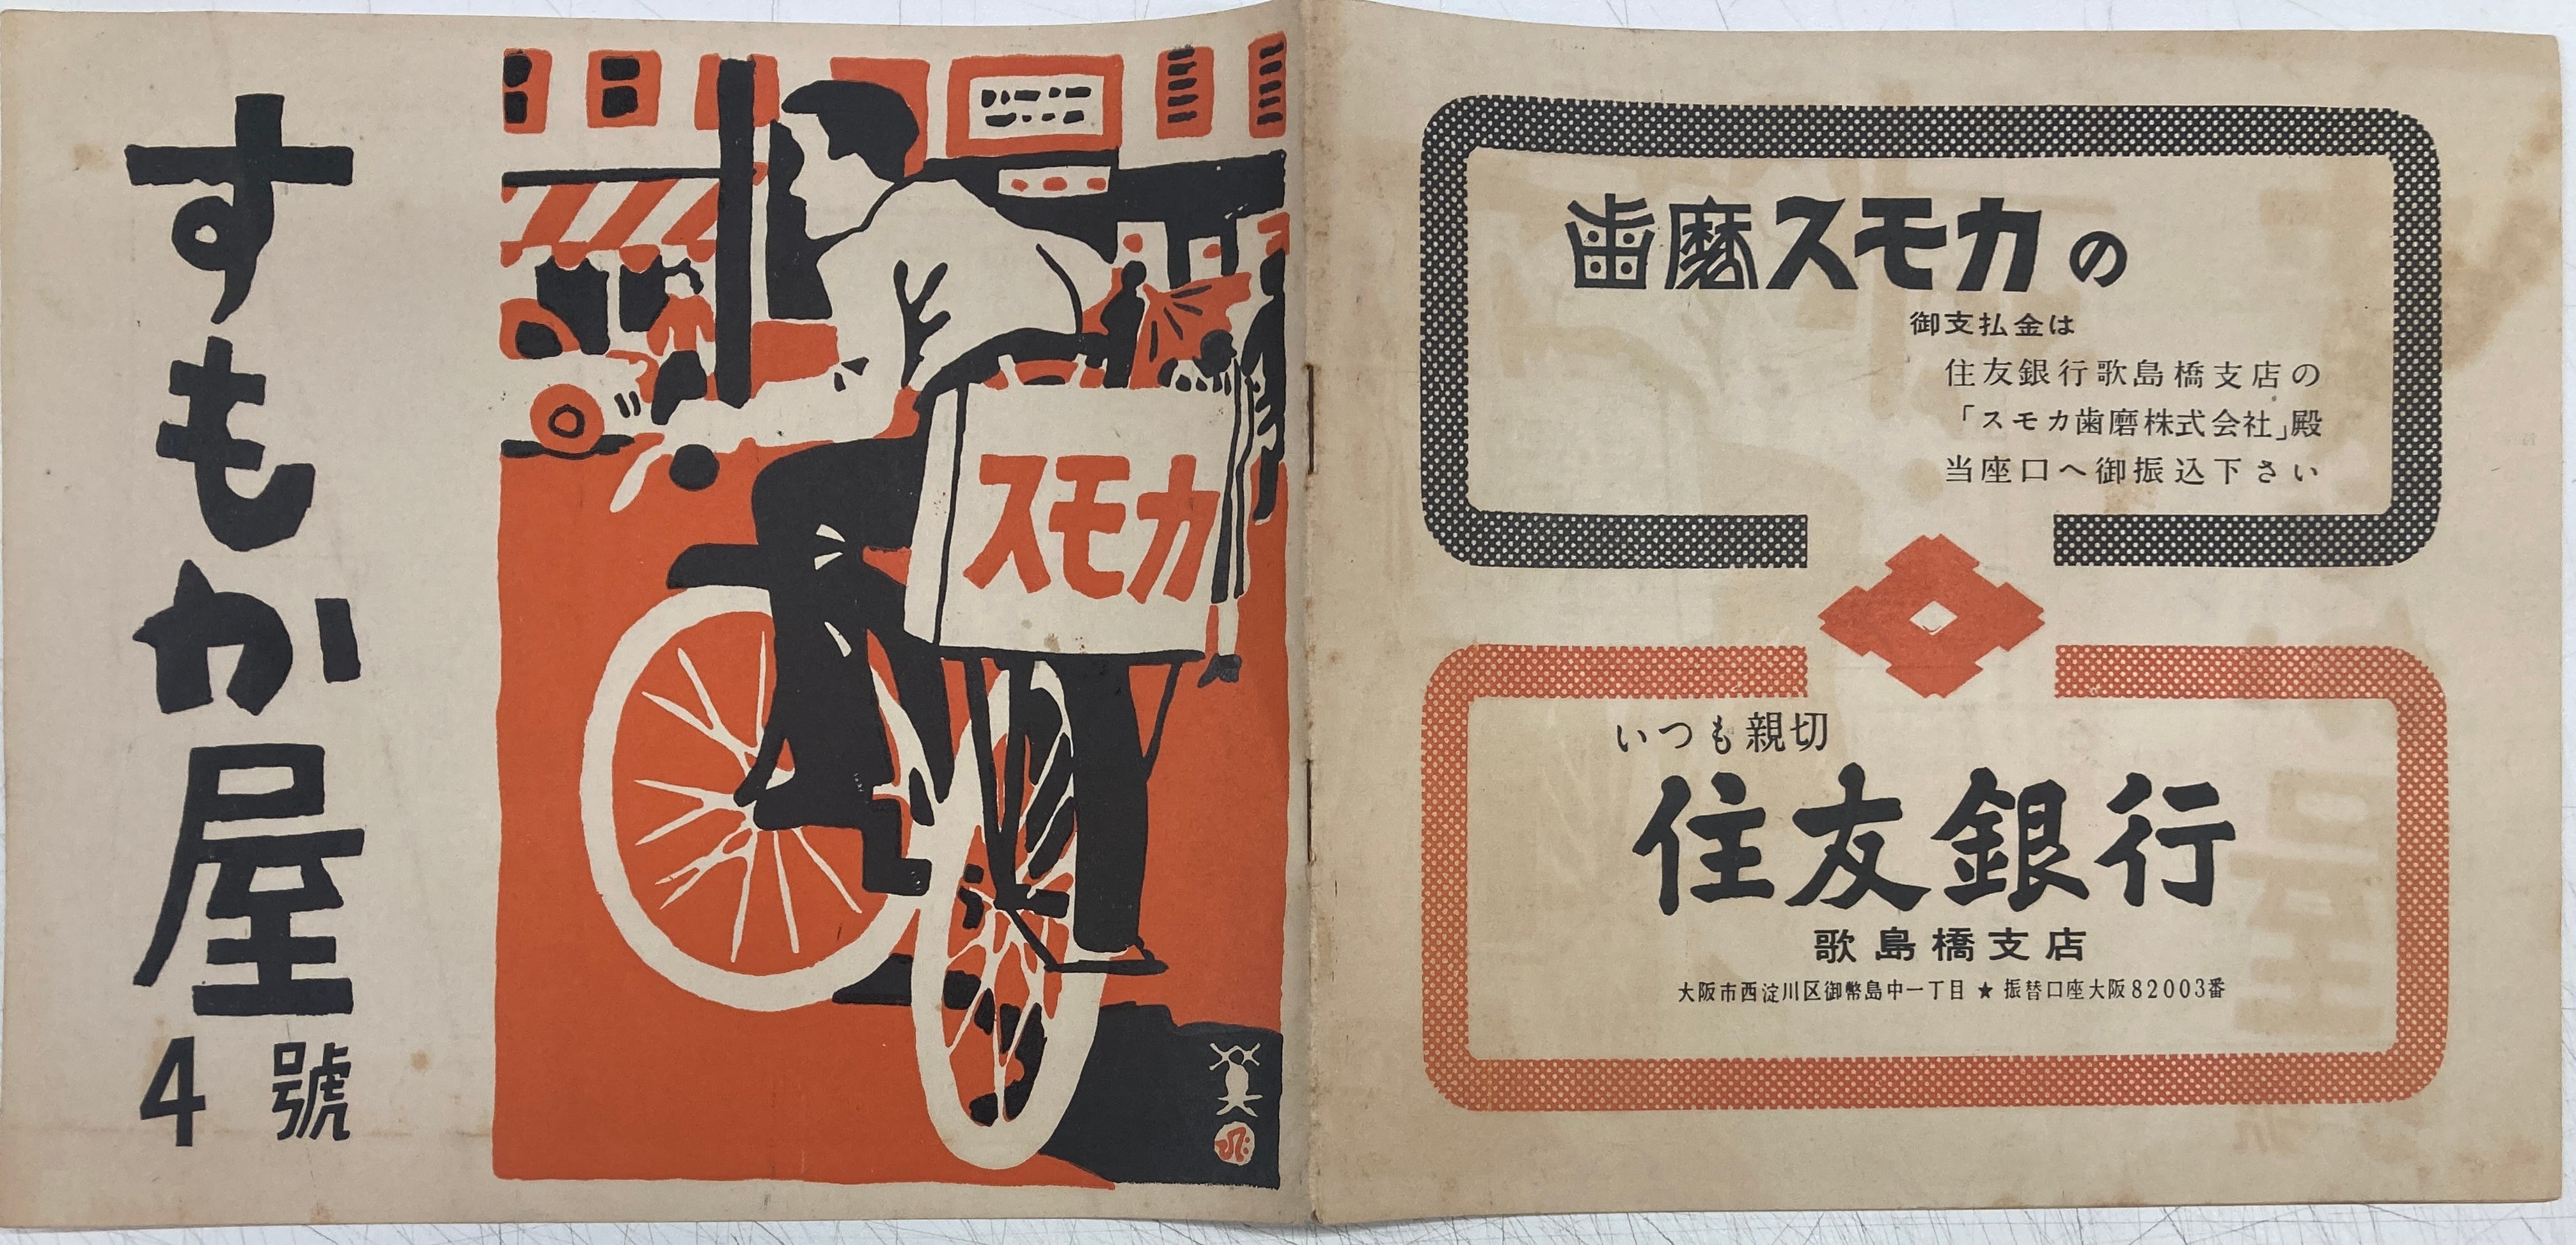 すもか屋
4號
スモカ
歯磨スモカの
御支払金は
住友銀行歌島橋支店の
「スモカ歯磨株式会社」殿
当座口へ御振込下さい
いつも親切
住友銀行
歌島橋支店
大阪市西淀川区御幣島中一丁目 ★ 振替口座大阪82003番